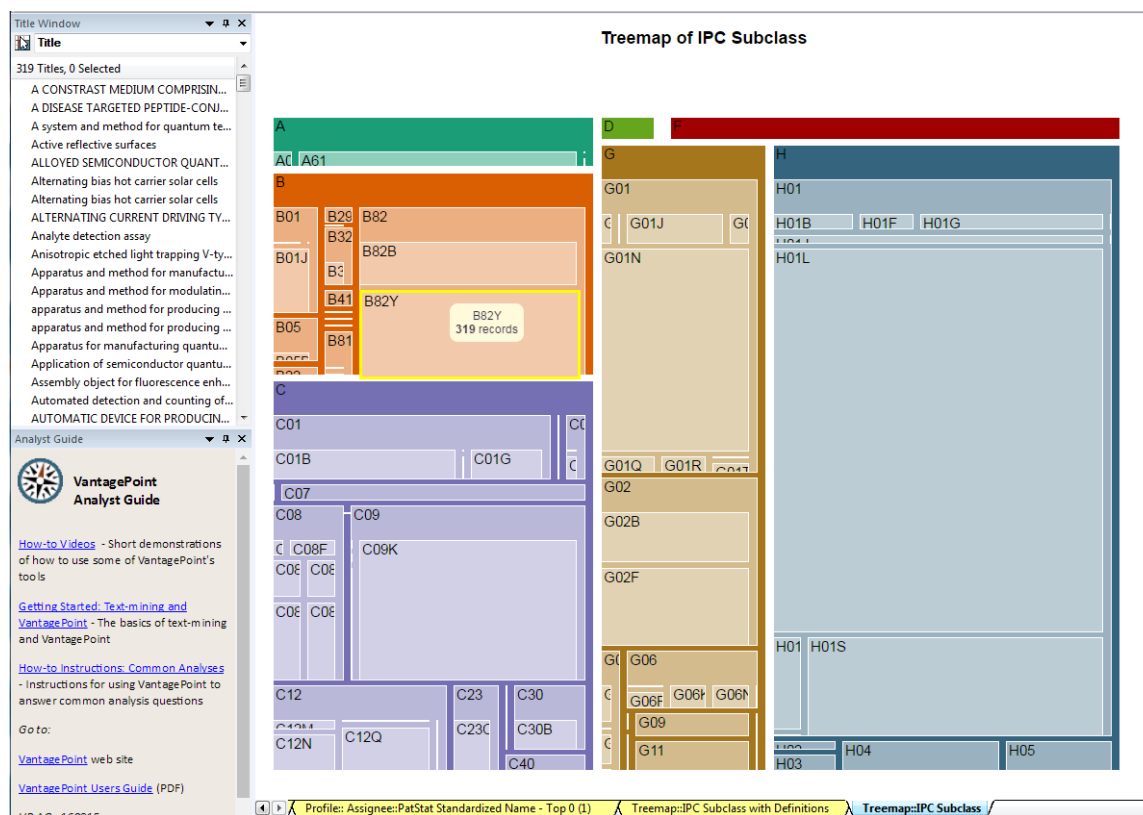 Title Window
Title
319 Titles, 0 Selected
A CONSTRAST MEDIUM COMPRISIN...
A DISEASE TARGETED PEPTIDE-CONJ...
A system and method for quantum te...
Active reflective surfaces
ALLOYED SEMICONDUCTOR QUANT...
Alternating bias hot carrier solar cells
Alternating bias hot carrier solar cells
ALTERNATING CURRENT DRIVING TY...
Analyte detection assay
Anisotropic etched light trapping V-ty...
Apparatus and method for manufactu...
Apparatus and method for modulatin...
apparatus and method for producing ...
apparatus and method for producing ...
Apparatus for manufacturing quantu...
Application of semiconductor quantu...
Assembly object for fluorescence enh...
Automated detection and counting of...
AUTOMATIC DEVICE FOR PRODUCIN...
Analyst Guide
VantagePoint
Analyst Guide
How-to Videos - Short demonstrations
of how to use some of VantagePoint's
tools
Getting Started: Text-mining and
VantagePoint - The basics of text-mining
and VantagePoint
How-to Instructions: Common Analyses
- Instructions for using VantagePoint to
answer common analysis questions
Go to:
VantagePoint web site
VantagePoint Users Guide (PDF)
Treemap of IPC Subclass
A
A61
B
B01
B01J
B05
B29
B32
B41
B81
B82
B82B
B82Y
B82Y
319 records
C
C01
C01B
C01G
C07
C08
C08F
C09
C09K
C12
C12N
C12Q
C23
C30
C30B
C40
D
F
G
G01
G01J
G01N
G01Q
G01R
G02
G02B
G02F
G06
G09
G11
H
H01
H01B
H01F
H01G
H01L
H01
H01S
H03
H04
H05
Profile:: Assignee::PatStat Standardized Name - Top 0 (1)
Treemap::IPC Subclass with Definitions
Treemap::IPC Subclass